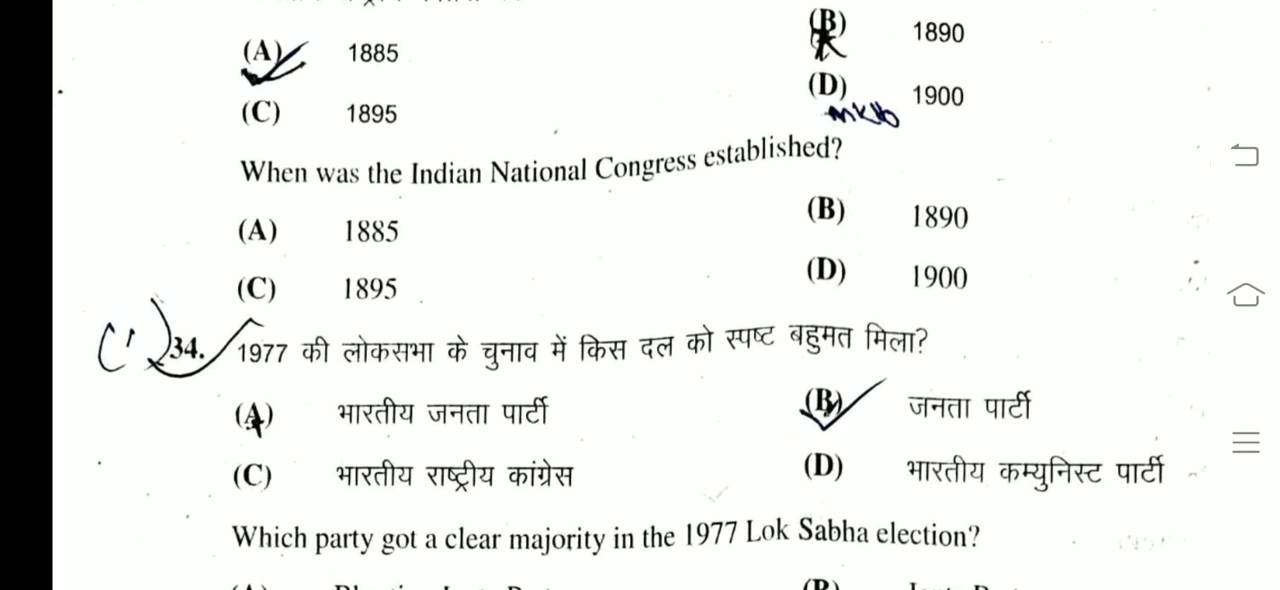 (A) 1885 (B) 1890
(C) 1895 (D) 1900
When was the Indian National Congress established?
(A) 1885 (B) 1890
(C) 1895 (D) 1900
34. 1977 की लोकसभा के चुनाव में किस दल को स्पष्ट बहुमत मिला?
(A) भारतीय जनता पार्टी (B) जनता पार्टी
(C) भारतीय राष्ट्रीय कांग्रेस (D) भारतीय कम्युनिस्ट पार्टी
Which party got a clear majority in the 1977 Lok Sabha election?